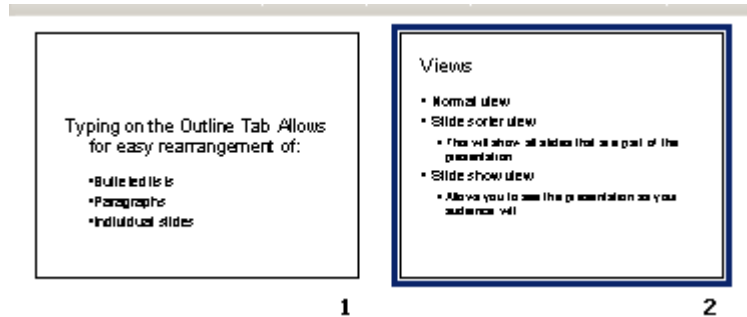 Typing on the Outline Tab Allows
for easy rearrangement of:
•Bulleted lists
•Paragraphs
•Individual slides
1
Views
• Normal view
• Slide sorter view
• This will show all slides that are part of the
presentation
• Slide show view
• Allows you to see the presentation as your
audience will
2